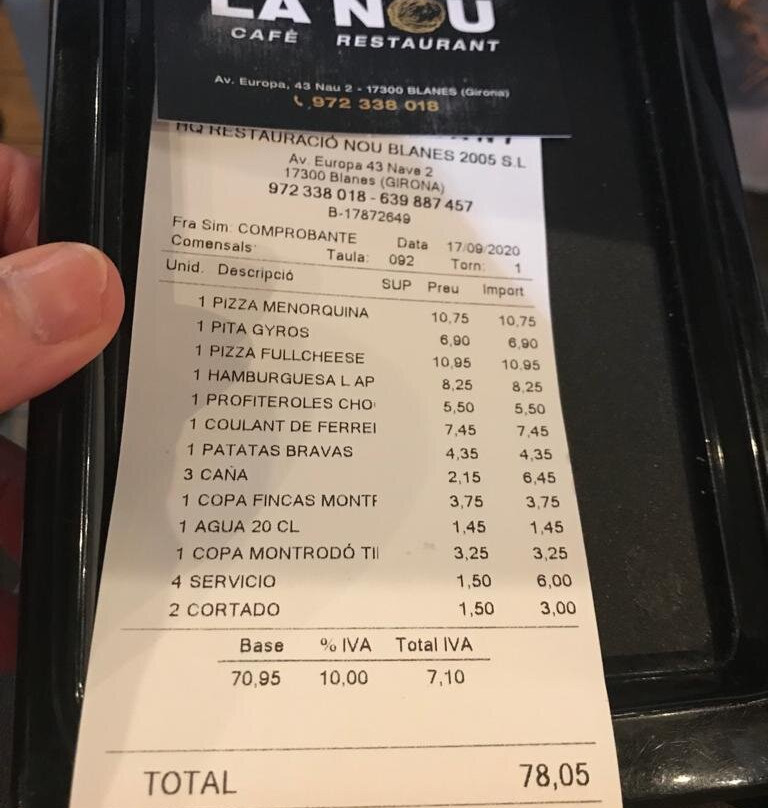 LA NOU
CAFÈ RESTAURANT
Av. Europa, 43 Nau 2 - 17300 BLANES (Girona)
972 338 018
HQ RESTAURACIÓ NOU BLANES 2005 S.L
Av. Europa 43 Nave 2
17300 Blanes (GIRONA)
972 338 018 - 639 887 457
B-17872649
Fra Sim: COMPROBANTE Data 17/09/2020
Comensals: Taula: 092 Torn: 1
Unid. Descripció SUP Preu Import
1 PIZZA MENORQUINA 10,75 10,75
1 PITA GYROS 6,90 6,90
1 PIZZA FULLCHEESE 10,95 10,95
1 HAMBURGUESA L AP 8,25 8,25
1 PROFITEROLES CHO 5,50 5,50
1 COULANT DE FERREI 7,45 7,45
1 PATATAS BRAVAS 4,35 4,35
3 CAÑA 2,15 6,45
1 COPA FINCAS MONTF 3,75 3,75
1 AGUA 20 CL 1,45 1,45
1 COPA MONTRODÓ TII 3,25 3,25
4 SERVICIO 1,50 6,00
2 CORTADO 1,50 3,00
Base % IVA Total IVA
70,95 10,00 7,10
TOTAL 78,05